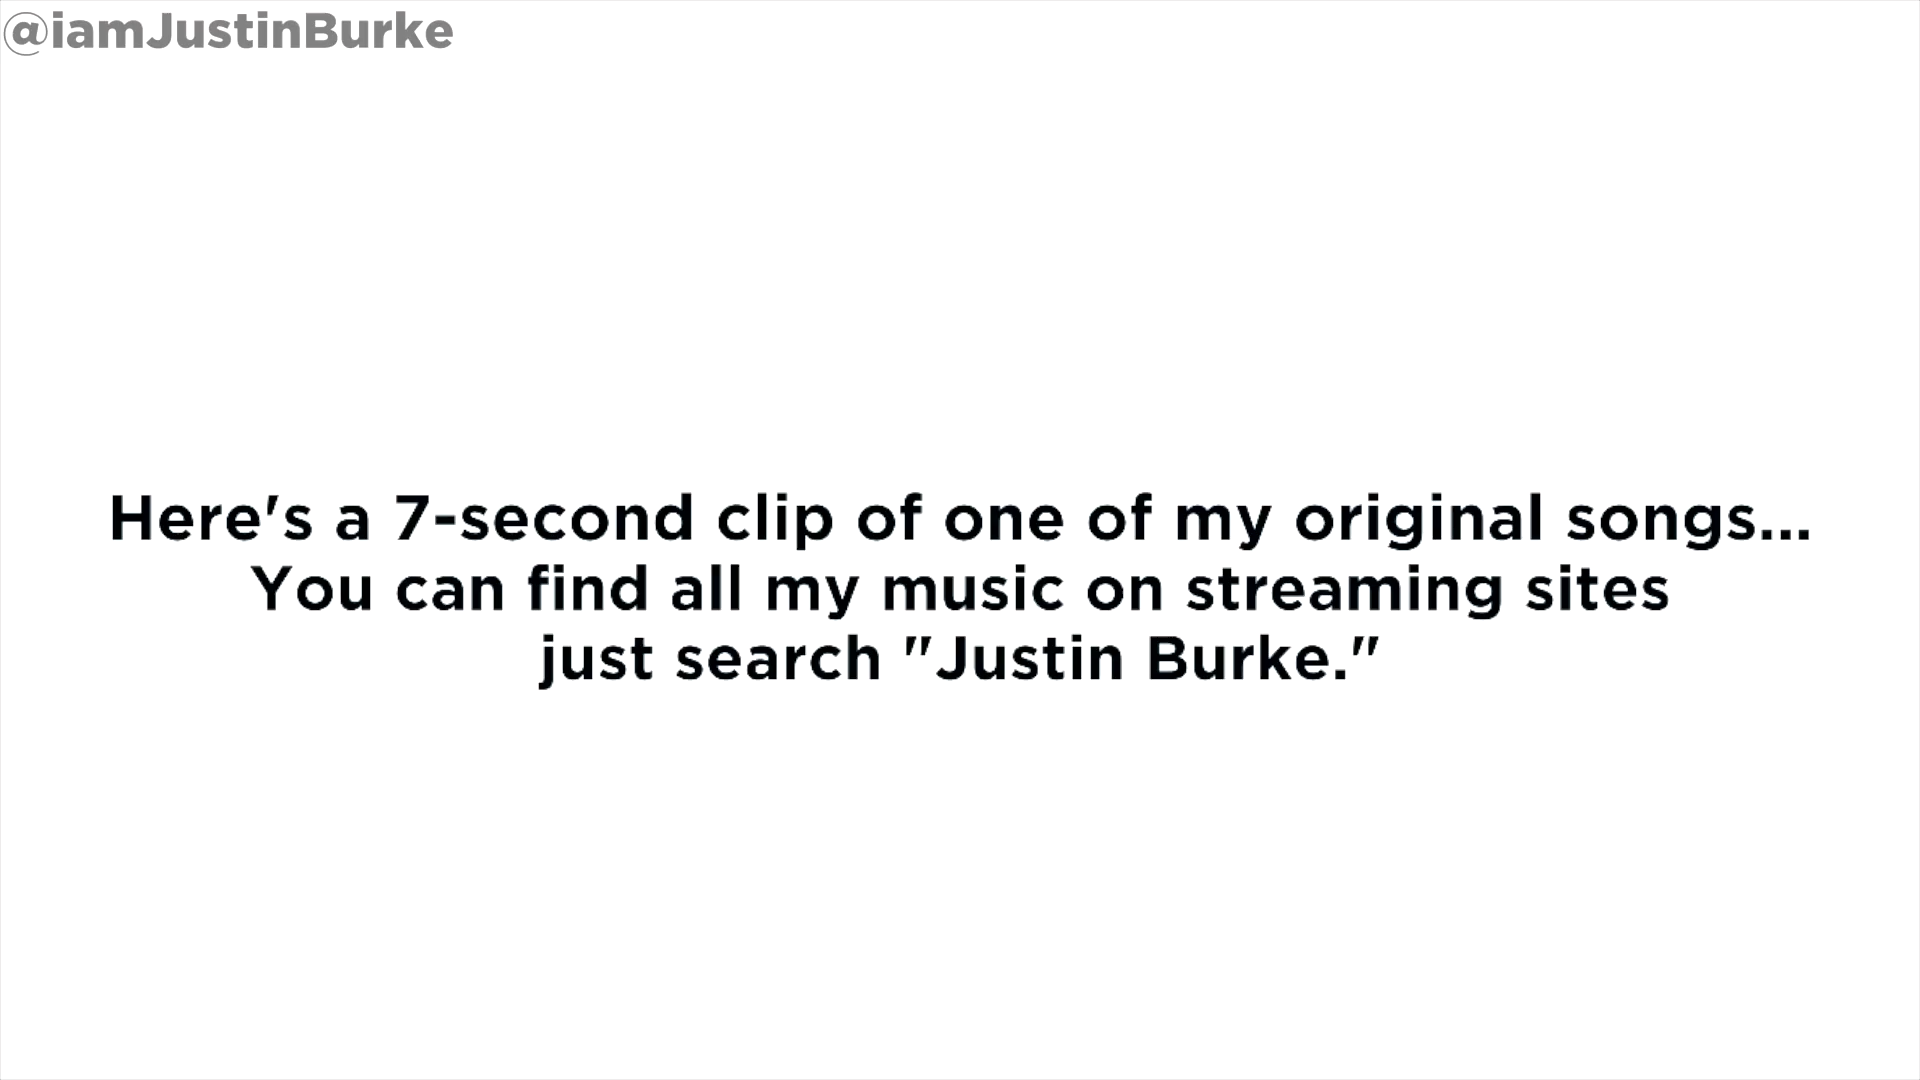 @iamJustinBurke
Here's a 7-second clip of one of my original songs...
You can find all my music on streaming sites
just search "Justin Burke."